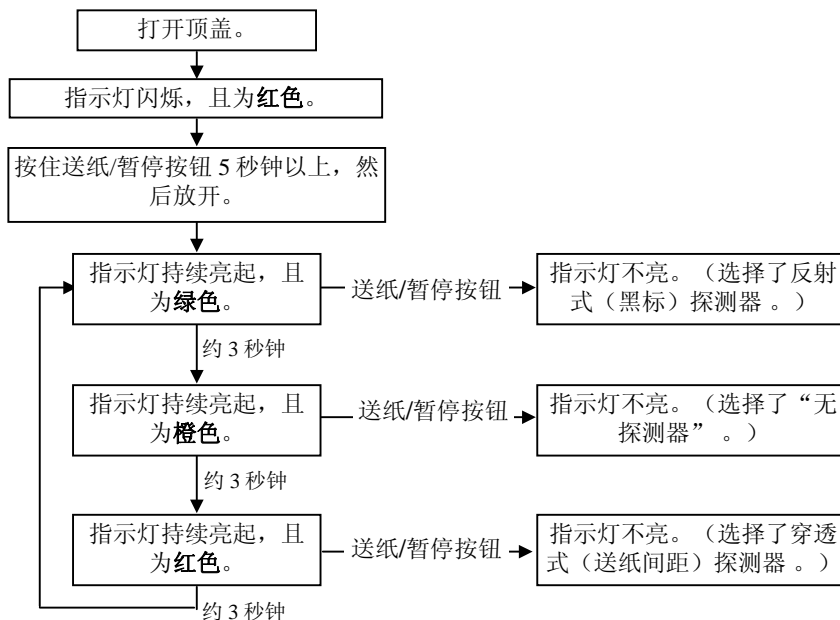 打开顶盖。
指示灯闪烁，且为红色。
按住送纸/暂停按钮 5 秒钟以上，然
后放开。
指示灯持续亮起，且
为绿色。
送纸/暂停按钮
指示灯不亮。（选择了反射
式（黑标）探测器 。）
约 3 秒钟
指示灯持续亮起，且
为橙色。
送纸/暂停按钮
指示灯不亮。（选择了“无
探测器” 。）
约 3 秒钟
指示灯持续亮起，且
为红色。
送纸/暂停按钮
指示灯不亮。（选择了穿透
式（送纸间距）探测器 。）
约 3 秒钟